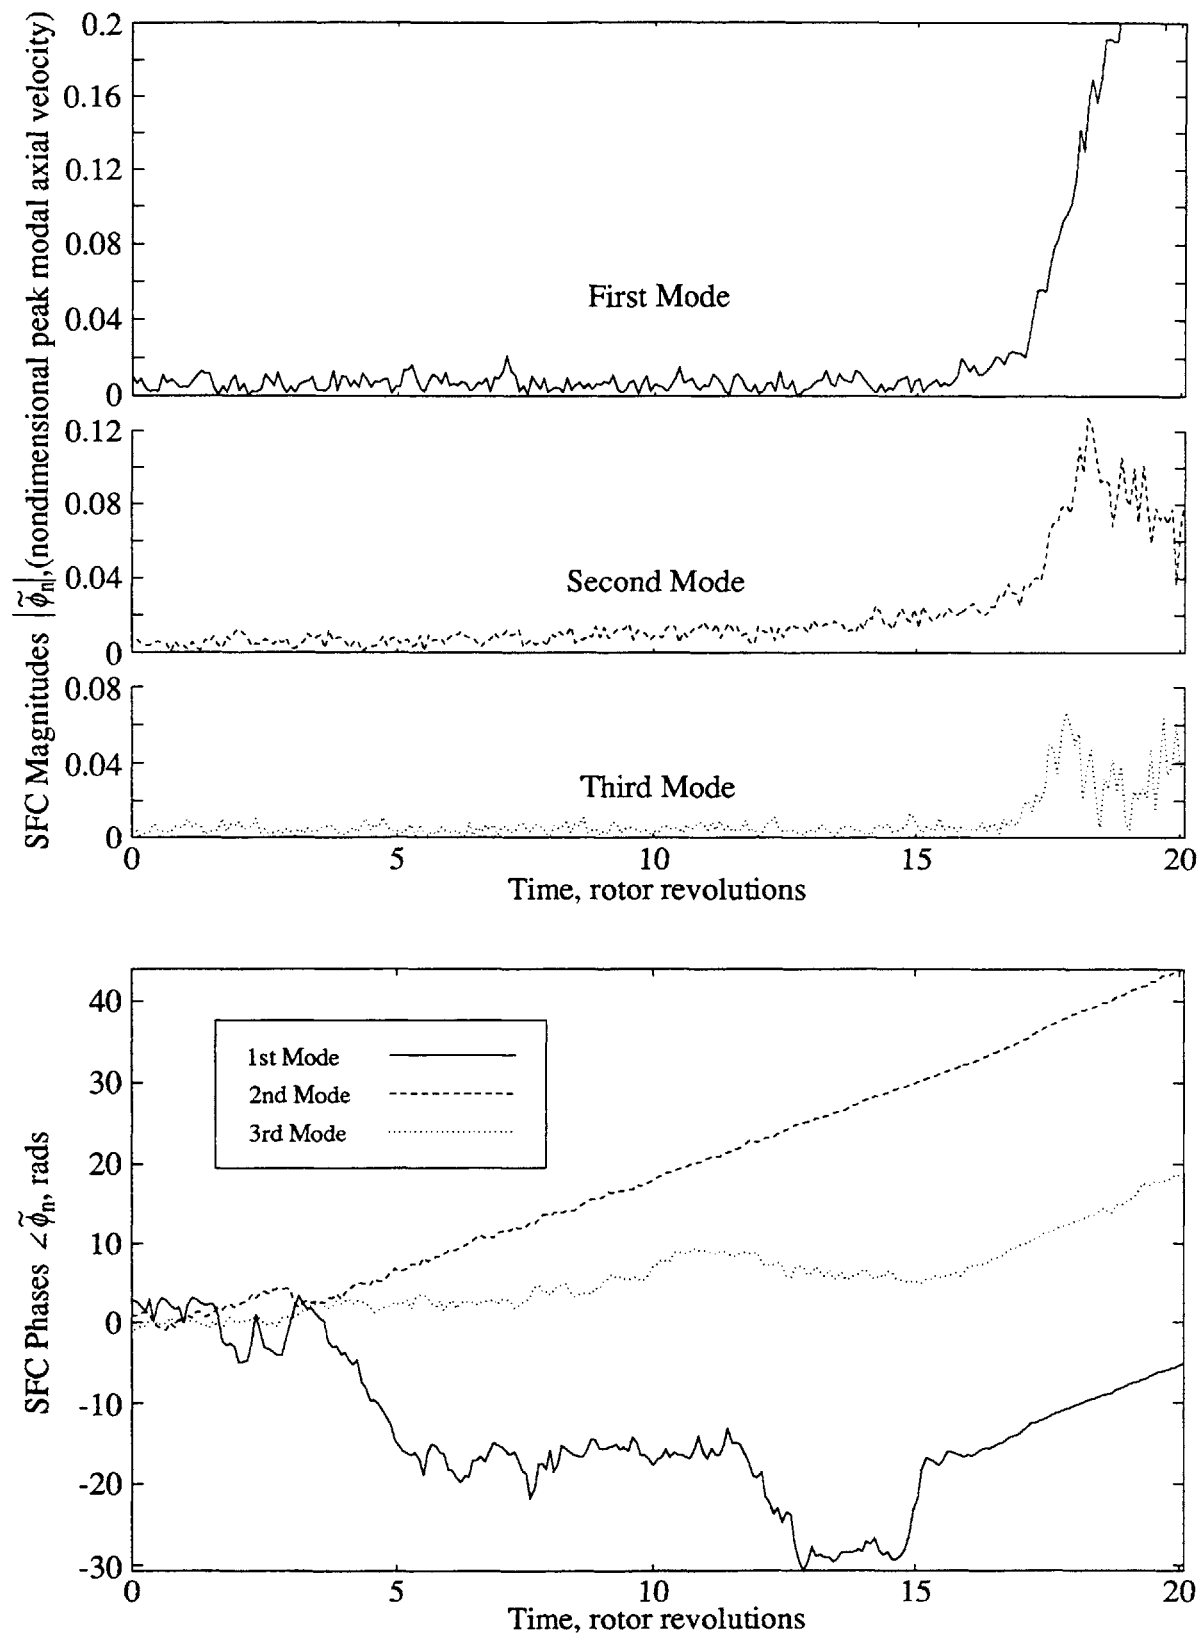 SFC Magnitudes |φ̃n|,(nondimensional peak modal axial velocity)
0.2
0.16
0.12
0.08
0.04
0
First Mode
0.12
0.08
0.04
0
Second Mode
0.08
0.04
0
Third Mode
0 5 10 15 20
Time, rotor revolutions
SFC Phases ∠φ̃n, rads
40
30
20
10
0
-10
-20
-30
1st Mode
2nd Mode
3rd Mode
0 5 10 15 20
Time, rotor revolutions